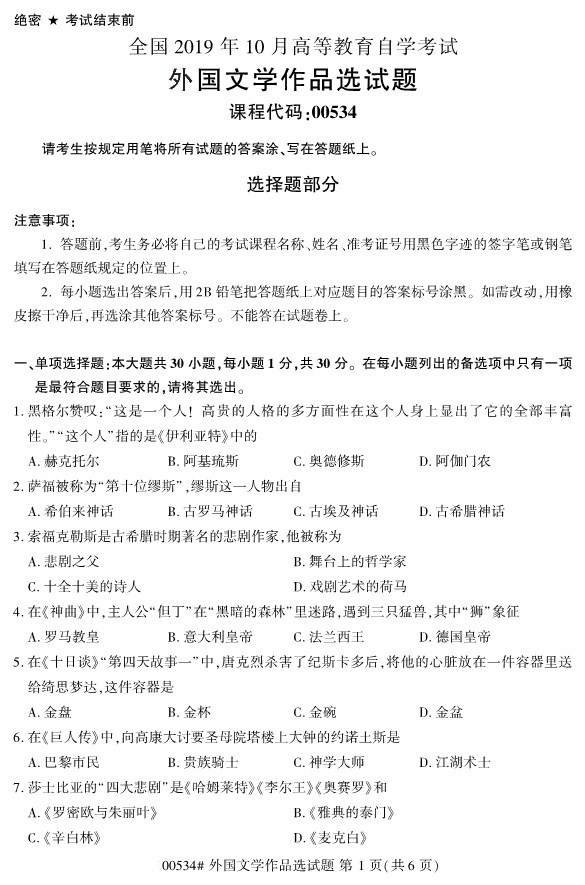 绝密 ★ 考试结束前
全国 2019 年 10 月高等教育自学考试
外国文学作品选试题
课程代码:00534
请考生按规定用笔将所有试题的答案涂、写在答题纸上。
选择题部分
注意事项:
1. 答题前,考生务必将自己的考试课程名称、姓名、准考证号用黑色字迹的签字笔或钢笔
填写在答题纸规定的位置上。
2. 每小题选出答案后,用 2B 铅笔把答题纸上对应题目的答案标号涂黑。如需改动,用橡
皮擦干净后,再选涂其他答案标号。不能答在试题卷上。
一、单项选择题:本大题共 30 小题,每小题 1 分,共 30 分。在每小题列出的备选项中只有一项
是最符合题目要求的,请将其选出。
1. 黑格尔赞叹:“这是一个人！高贵的人格的多方面性在这个人身上显出了它的全部丰富
性。”“这个人”指的是《伊利亚特》中的
A. 赫克托尔 B. 阿基琉斯 C. 奥德修斯 D. 阿伽门农
2. 萨福被称为“第十位缪斯”,缪斯这一人物出自
A. 希伯来神话 B. 古罗马神话 C. 古埃及神话 D. 古希腊神话
3. 索福克勒斯是古希腊时期著名的悲剧作家,他被称为
A. 悲剧之父 B. 舞台上的哲学家
C. 十全十美的诗人 D. 戏剧艺术的荷马
4. 在《神曲》中,主人公“但丁”在“黑暗的森林”里迷路,遇到三只猛兽,其中“狮”象征
A. 罗马教皇 B. 意大利皇帝 C. 法兰西王 D. 德国皇帝
5. 在《十日谈》“第四天故事一”中,唐克烈杀害了纪斯卡多后,将他的心脏放在一件容器里送
给绮思梦达,这件容器是
A. 金盘 B. 金杯 C. 金碗 D. 金盆
6. 在《巨人传》中,向高康大讨要圣母院塔楼上大钟的约诺土斯是
A. 巴黎市民 B. 贵族骑士 C. 神学大师 D. 江湖术士
7. 莎士比亚的“四大悲剧”是《哈姆莱特》《李尔王》《奥赛罗》和
A.《罗密欧与朱丽叶》 B.《雅典的泰门》
C.《辛白林》 D.《麦克白》
00534# 外国文学作品选试题 第 1 页(共 6 页)